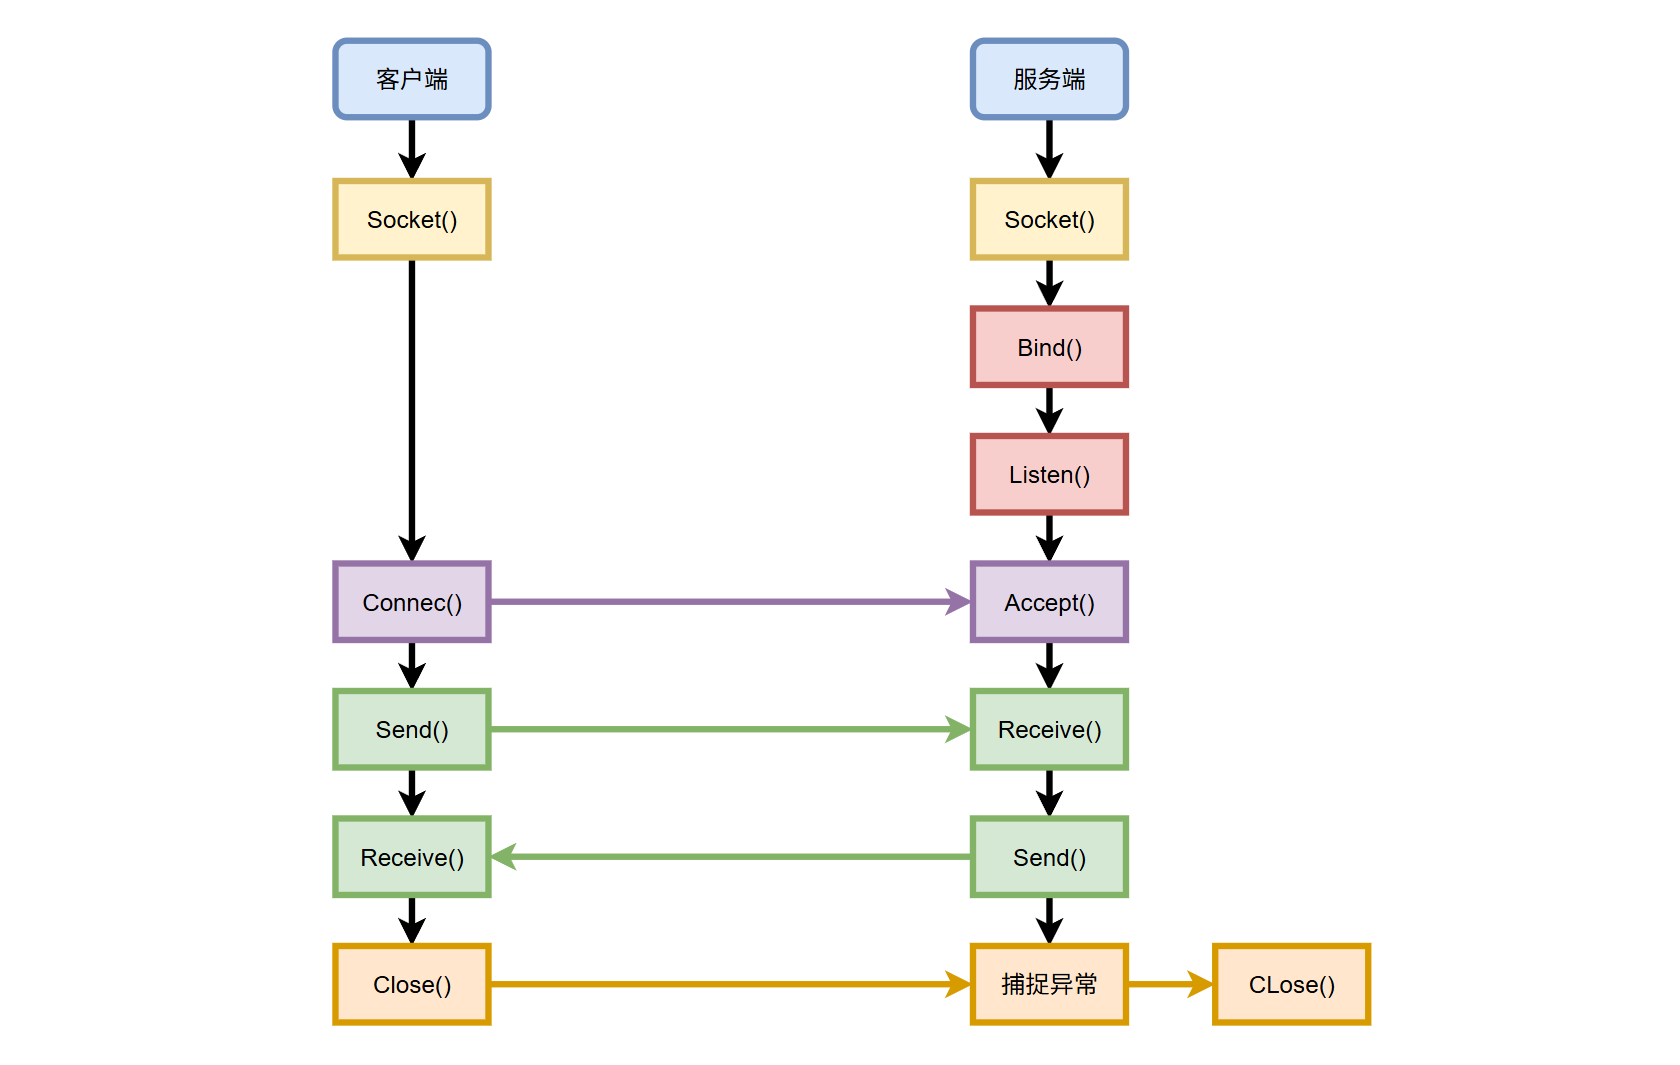 客户端
服务端
Socket()
Socket()
Bind()
Listen()
Connec()
Accept()
Send()
Receive()
Receive()
Send()
Close()
捕捉异常
CLose()